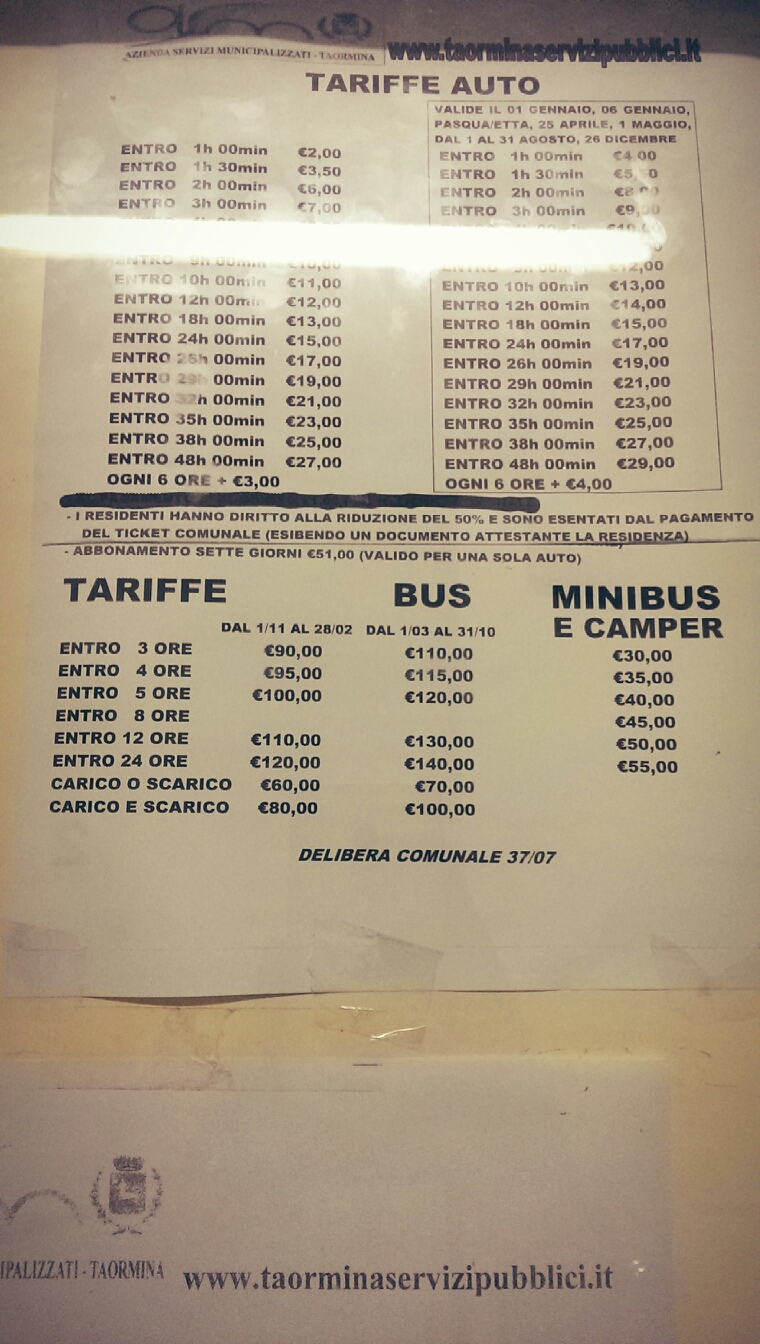 AZIENDA SERVIZI MUNICIPALIZZATI - TAORMINA
www.taorminaservizipubblici.it
TARIFFE AUTO
ENTRO 1h 00min €2,00
ENTRO 1h 30min €3,50
ENTRO 2h 00min €6,00
ENTRO 3h 00min €7,00
ENTRO 10h 00min €11,00
ENTRO 12h 00min €12,00
ENTRO 18h 00min €13,00
ENTRO 24h 00min €15,00
ENTRO 26h 00min €17,00
ENTRO 29h 00min €19,00
ENTRO 32h 00min €21,00
ENTRO 35h 00min €23,00
ENTRO 38h 00min €25,00
ENTRO 48h 00min €27,00
OGNI 6 ORE + €3,00
VALIDE IL 01 GENNAIO, 06 GENNAIO,
PASQUA/ETTA, 25 APRILE, 1 MAGGIO,
DAL 1 AL 31 AGOSTO, 26 DICEMBRE
ENTRO 1h 00min €4,00
ENTRO 1h 30min
ENTRO 2h 00min €8,00
ENTRO 3h 00min €9,00
€12,00
ENTRO 10h 00min €13,00
ENTRO 12h 00min €14,00
ENTRO 18h 00min €15,00
ENTRO 24h 00min €17,00
ENTRO 26h 00min €19,00
ENTRO 29h 00min €21,00
ENTRO 32h 00min €23,00
ENTRO 35h 00min €25,00
ENTRO 38h 00min €27,00
ENTRO 48h 00min €29,00
OGNI 6 ORE + €4,00
- I RESIDENTI HANNO DIRITTO ALLA RIDUZIONE DEL 50% E SONO ESENTATI DAL PAGAMENTO
DEL TICKET COMUNALE (ESIBENDO UN DOCUMENTO ATTESTANTE LA RESIDENZA)
- ABBONAMENTO SETTE GIORNI €51,00 (VALIDO PER UNA SOLA AUTO)
TARIFFE BUS MINIBUS
E CAMPER
DAL 1/11 AL 28/02 DAL 1/03 AL 31/10
ENTRO 3 ORE €90,00 €110,00 €30,00
ENTRO 4 ORE €95,00 €115,00 €35,00
ENTRO 5 ORE €100,00 €120,00 €40,00
ENTRO 8 ORE €45,00
ENTRO 12 ORE €110,00 €130,00 €50,00
ENTRO 24 ORE €120,00 €140,00 €55,00
CARICO O SCARICO €60,00 €70,00
CARICO E SCARICO €80,00 €100,00
DELIBERA COMUNALE 37/07
IPALIZZATI - TAORMINA
www.taorminaservizipubblici.it